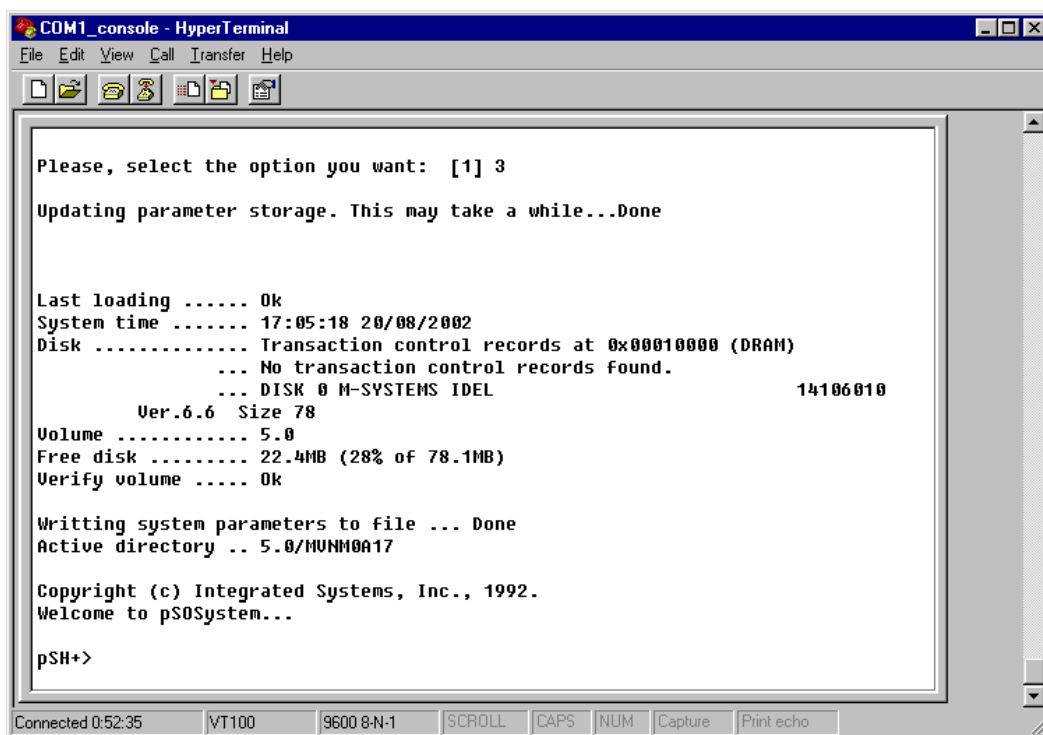 COM1_console - HyperTerminal
File Edit View Call Transfer Help
Please, select the option you want: [1] 3
Updating parameter storage. This may take a while...Done
Last loading ...... Ok
System time ....... 17:05:18 20/08/2002
Disk .............. Transaction control records at 0x00010000 (DRAM)
... No transaction control records found.
... DISK 0 M-SYSTEMS IDEL 14106010
Ver.6.6 Size 78
Volume ............ 5.0
Free disk ......... 22.4MB (28% of 78.1MB)
Verify volume ..... Ok
Writting system parameters to file ... Done
Active directory .. 5.0/MVNM0A17
Copyright (c) Integrated Systems, Inc., 1992.
Welcome to pSOSystem...
pSH+>
Connected 0:52:35 VT100 9600 8-N-1 SCROLL CAPS NUM Capture Print echo